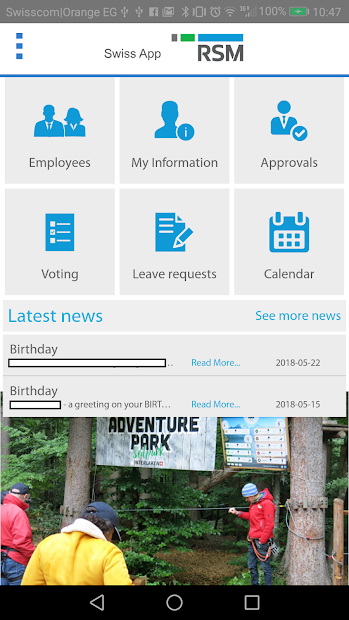 Swisscom|Orange EG
100%
10:47
Swiss App
RSM
Employees
My Information
Approvals
Voting
Leave requests
Calendar
Latest news
See more news
Birthday
.. Read More... 2018-05-22
Birthday
- a greeting on your BIRT... Read More... 2018-05-15
ADVENTURE
PARK
INTERLAKEN